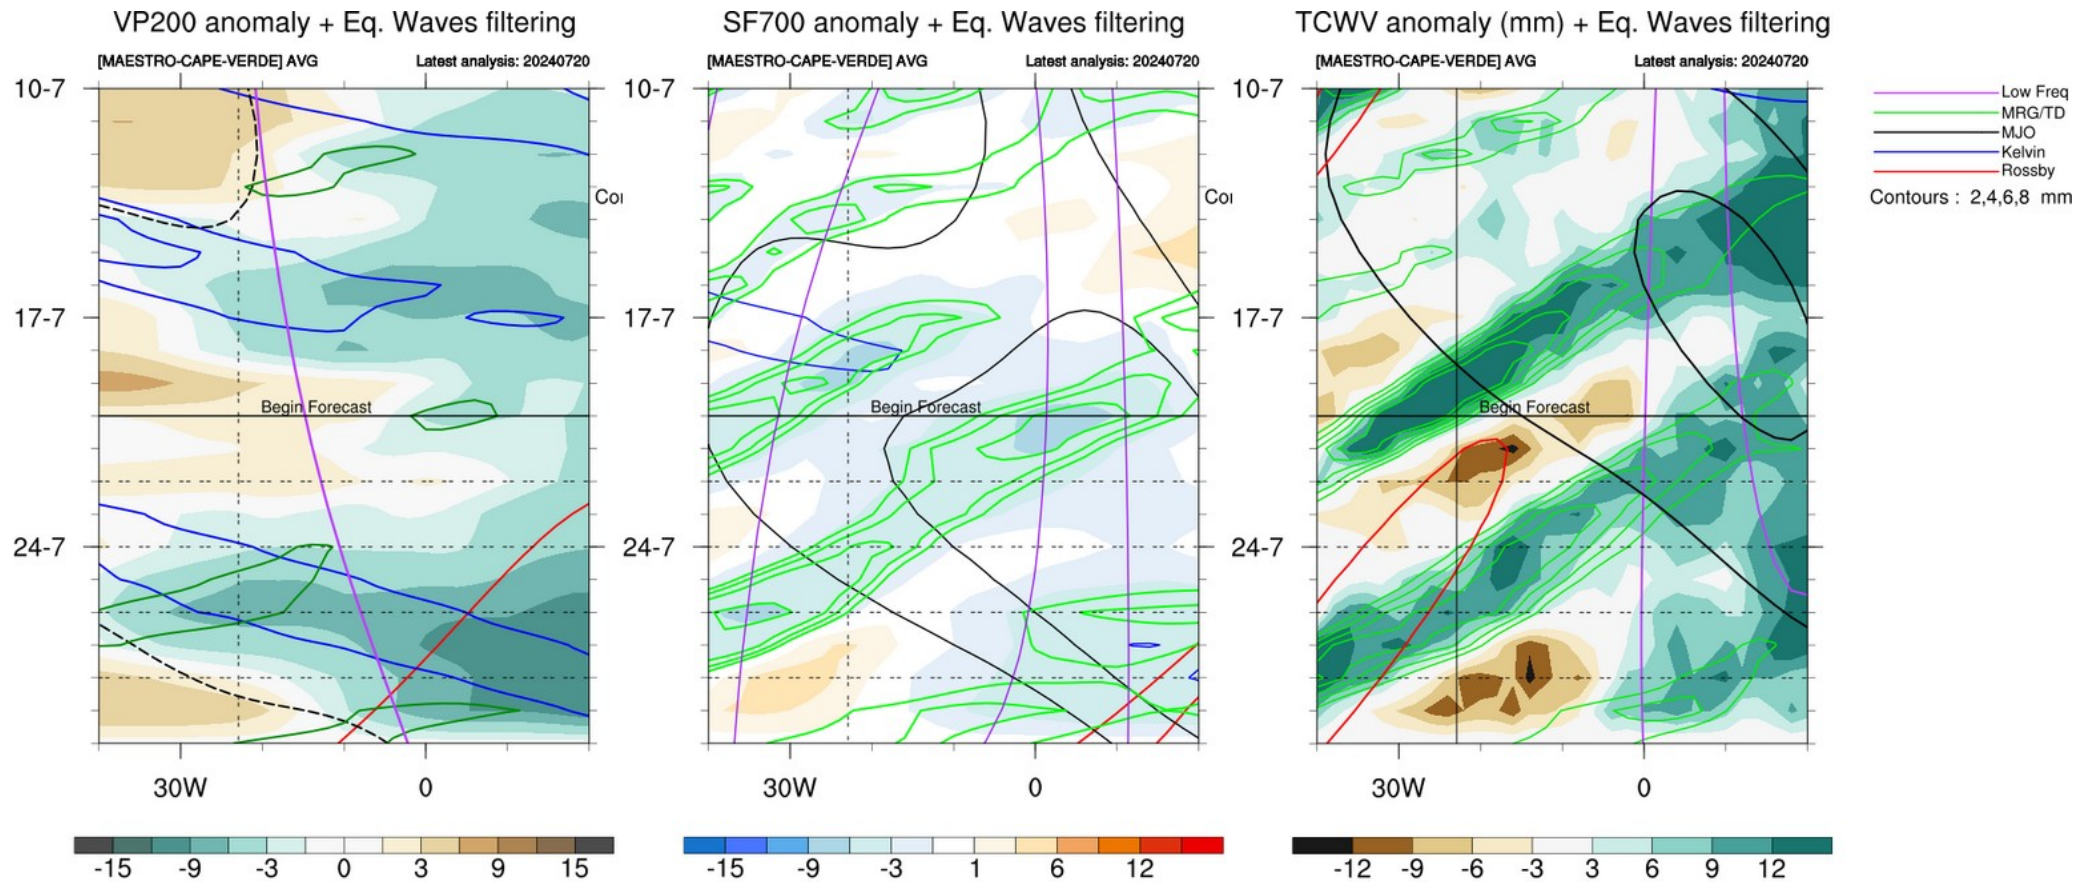 VP200 anomaly + Eq. Waves filtering
[MAESTRO-CAPE-VERDE] AVG
Latest analysis: 20240720
10-7
17-7
24-7
Begin Forecast
30W
0
-15 -9 -3 0 3 9 15
Coi
SF700 anomaly + Eq. Waves filtering
[MAESTRO-CAPE-VERDE] AVG
Latest analysis: 20240720
10-7
17-7
24-7
Begin Forecast
30W
0
-15 -9 -3 1 6 12
Coi
TCWV anomaly (mm) + Eq. Waves filtering
[MAESTRO-CAPE-VERDE] AVG
Latest analysis: 20240720
10-7
17-7
24-7
Begin Forecast
30W
0
-12 -9 -6 -3 3 6 9 12
Low Freq
MRG/TD
MJO
Kelvin
Rossby
Contours : 2,4,6,8 mm